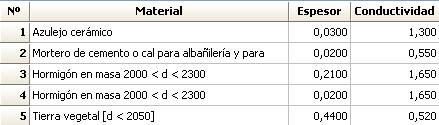 Nº Material Espesor Conductividad
1 Azulejo cerámico 0,0300 1,300
2 Mortero de cemento o cal para albañilería y para 0,0200 0,550
3 Hormigón en masa 2000 < d < 2300 0,2100 1,650
4 Hormigón en masa 2000 < d < 2300 0,0200 1,650
5 Tierra vegetal [d < 2050] 0,4400 0,520